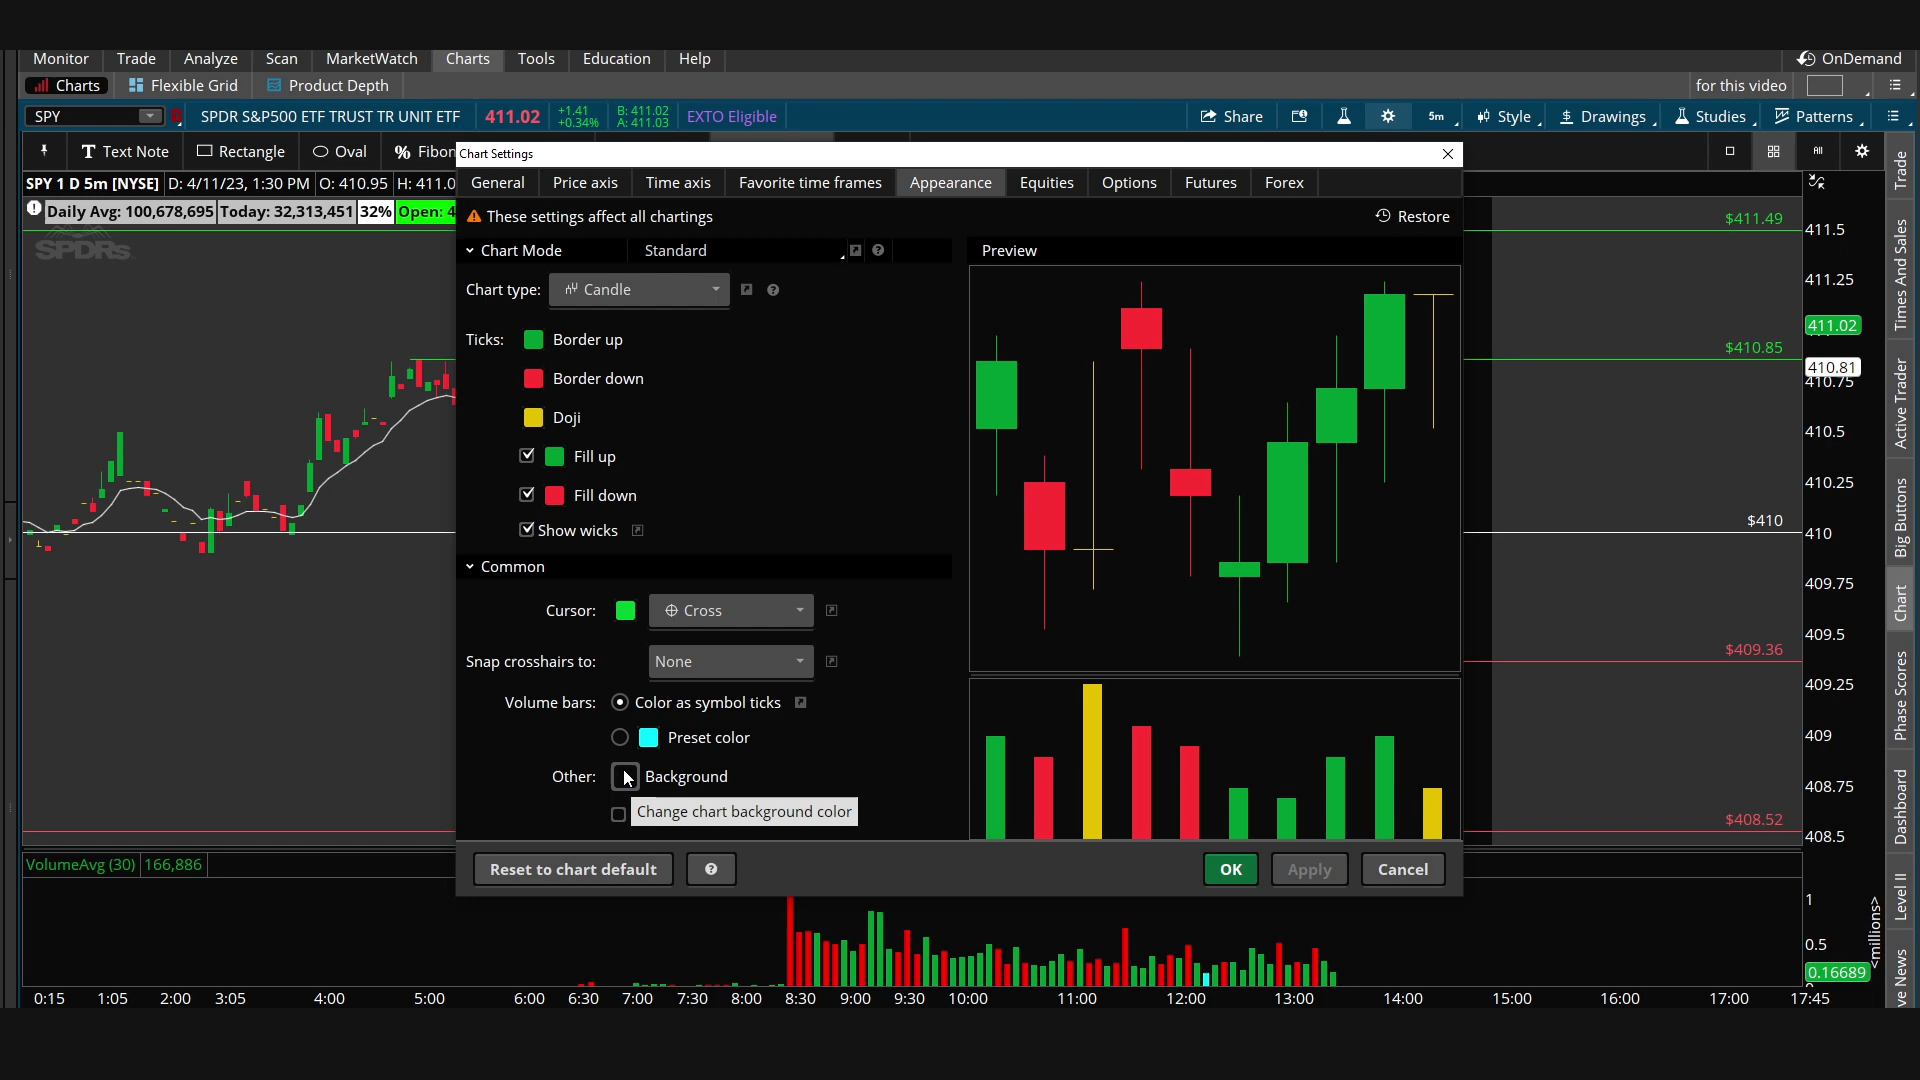 Monitor Trade Analyze Scan MarketWatch Charts Tools Education Help OnDemand
Charts Flexible Grid Product Depth for this video
SPY SPDR S&P500 ETF TRUST TR UNIT ETF 411.02 +1.41 +0.34% B: 411.02 A: 411.03 EXTO Eligible Share 5m Style Drawings Studies Patterns
Text Note Rectangle Oval % Fibon
Chart Settings
SPY 1 D 5m [NYSE] D: 4/11/23, 1:30 PM O: 410.95 H: 411.0
General Price axis Time axis Favorite time frames Appearance Equities Options Futures Forex
Daily Avg: 100,678,695 Today: 32,313,451 32% Open: 4
These settings affect all chartings Restore
SPDRs
Chart Mode Standard Preview
Chart type: Candle
Ticks: Border up
Border down
Doji
Fill up
Fill down
Show wicks
Common
Cursor: Cross
Snap crosshairs to: None
Volume bars: Color as symbol ticks
Preset color
Other: Background
Change chart background color
Reset to chart default ? OK Apply Cancel
$411.49
$410.85
$410
$409.36
$408.52
411.5
411.25
411.02
410.81
410.75
410.5
410.25
410
409.75
409.5
409.25
409
408.75
408.5
VolumeAvg (30) 166,886
1
0.5
0.16689
<millions>
0:15 1:05 2:00 3:05 4:00 5:00 6:00 6:30 7:00 7:30 8:00 8:30 9:00 9:30 10:00 11:00 12:00 13:00 14:00 15:00 16:00 17:00 17:45
Trade
Times And Sales
Active Trader
Big Buttons
Chart
Phase Scores
Dashboard
Level II
ve News